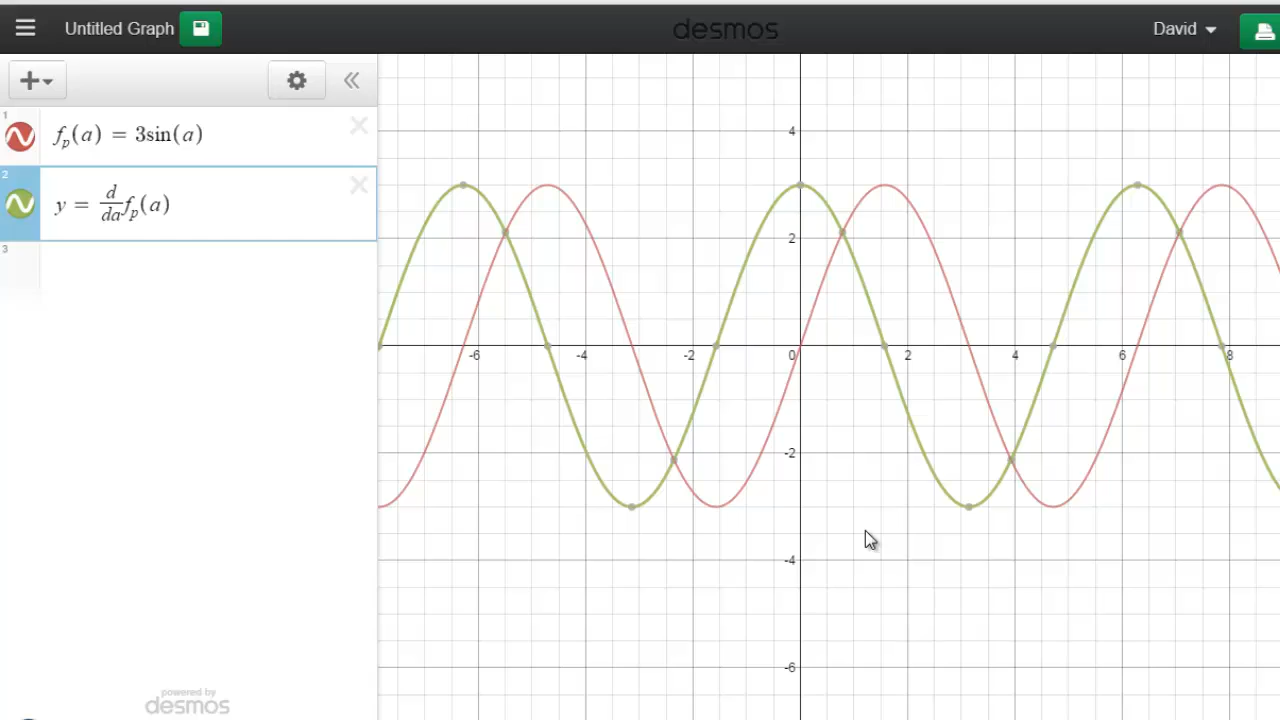 Untitled Graph
desmos
David
1
f_p(a) = 3sin(a)
2
y = d/da f_p(a)
3
4
2
-6 -4 -2 0 2 4 6 8
-2
-4
-6
powered by
desmos